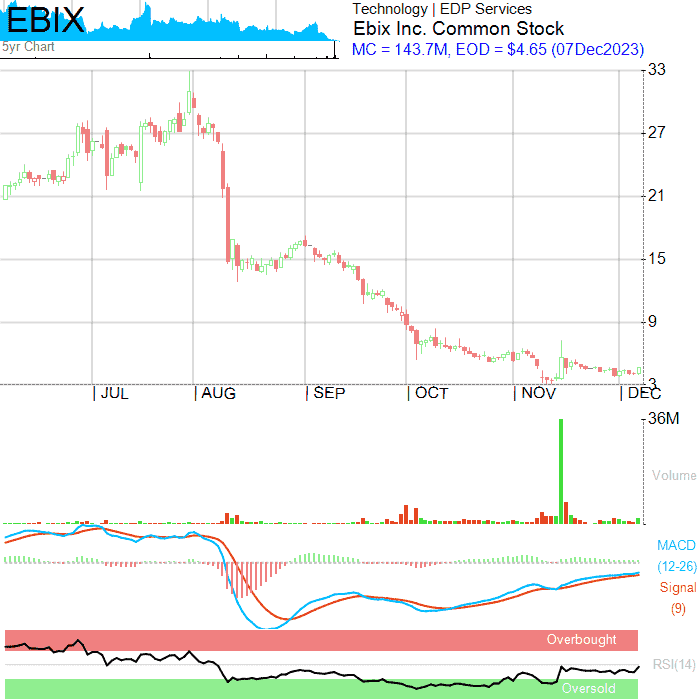 EBIX
5yr Chart
Technology | EDP Services
Ebix Inc. Common Stock
MC = 143.7M, EOD = $4.65 (07Dec2023)
33
27
21
15
9
3
JUL
AUG
SEP
OCT
NOV
DEC
36M
Volume
MACD
(12-26)
Signal
(9)
Overbought
RSI(14)
Oversold